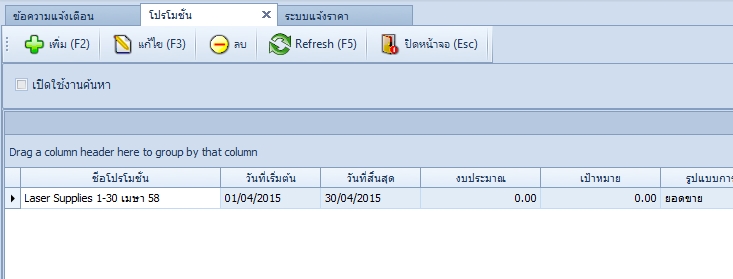 ข้อความแจ้งเตือน โปรโมชั่น ระบบแจ้งราคา
เพิ่ม (F2) แก้ไข (F3) ลบ Refresh (F5) ปิดหน้าจอ (Esc)
เปิดใช้งานค้นหา
Drag a column header here to group by that column
ชื่อโปรโมชั่น วันที่เริ่มต้น วันที่สิ้นสุด งบประมาณ เป้าหมาย รูปแบบการ
Laser Supplies 1-30 เมษา 58 01/04/2015 30/04/2015 0.00 0.00 ยอดขาย